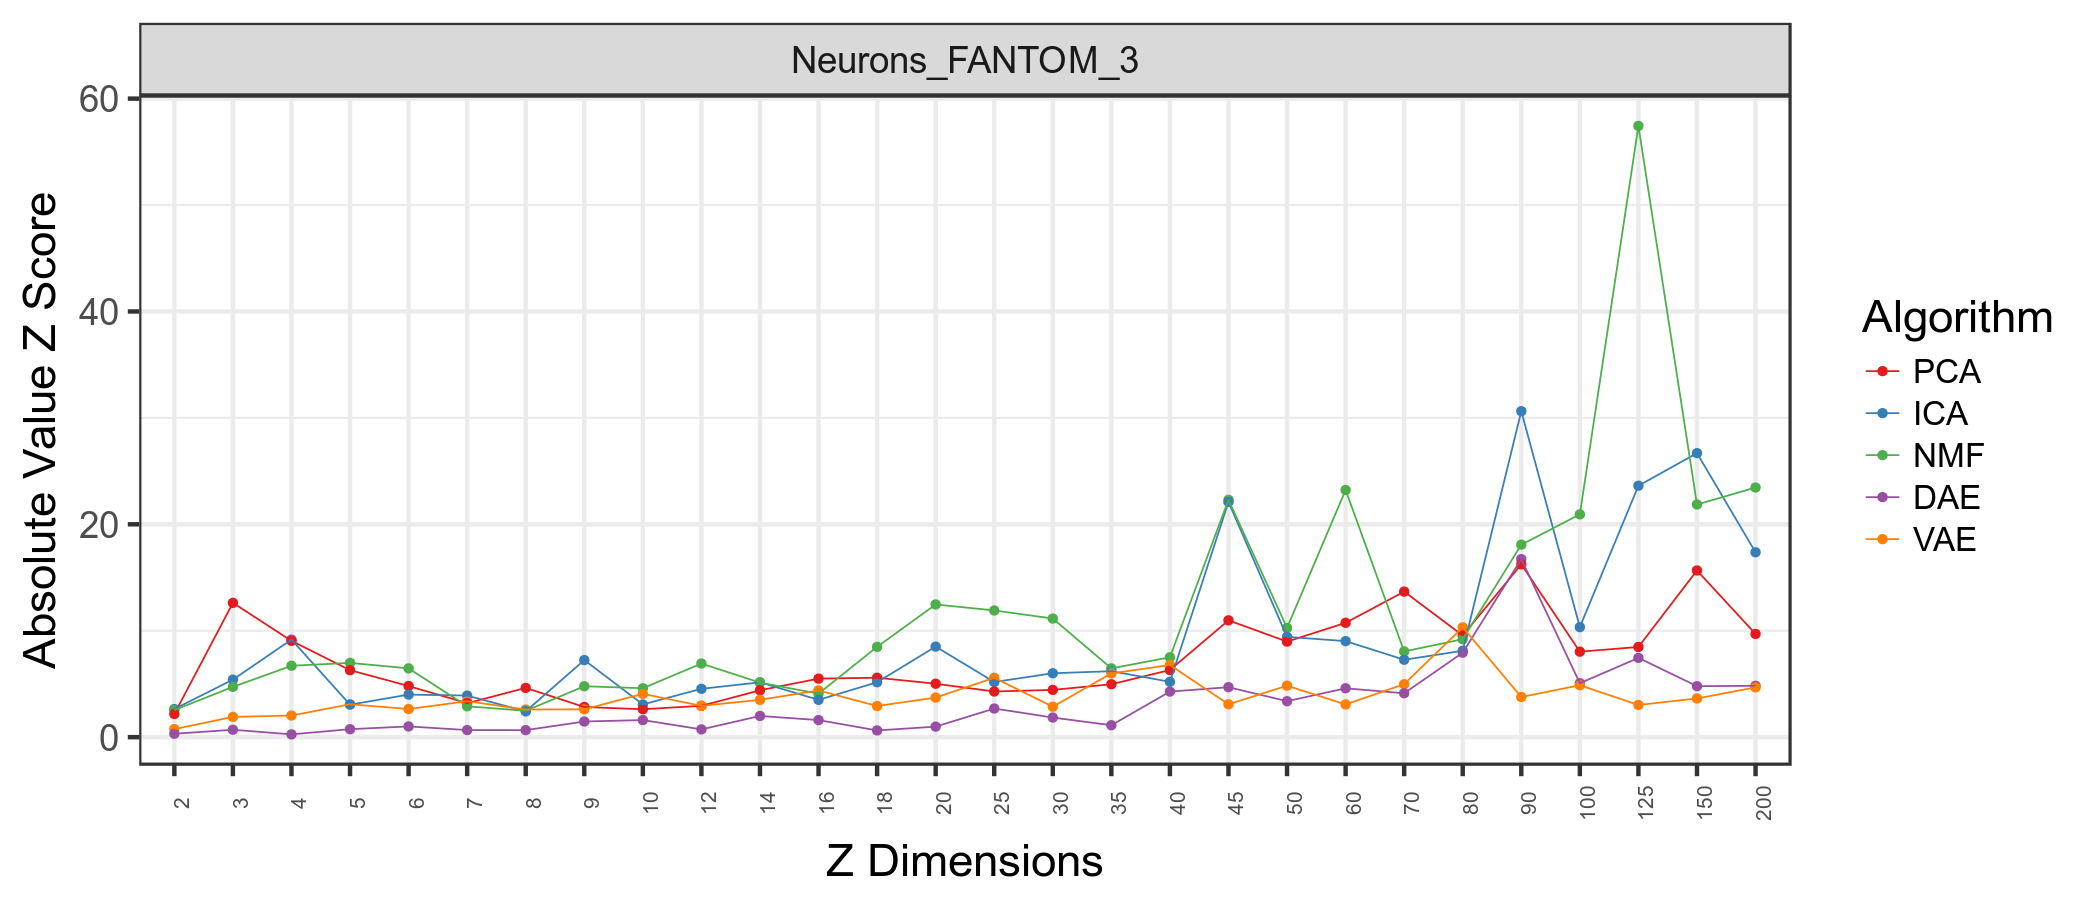 Neurons_FANTOM_3
60
40
20
0
Absolute Value Z Score
2 3 4 5 6 7 8 9 10 12 14 16 18 20 25 30 35 40 45 50 60 70 80 90 100 125 150 200
Z Dimensions
Algorithm
PCA
ICA
NMF
DAE
VAE